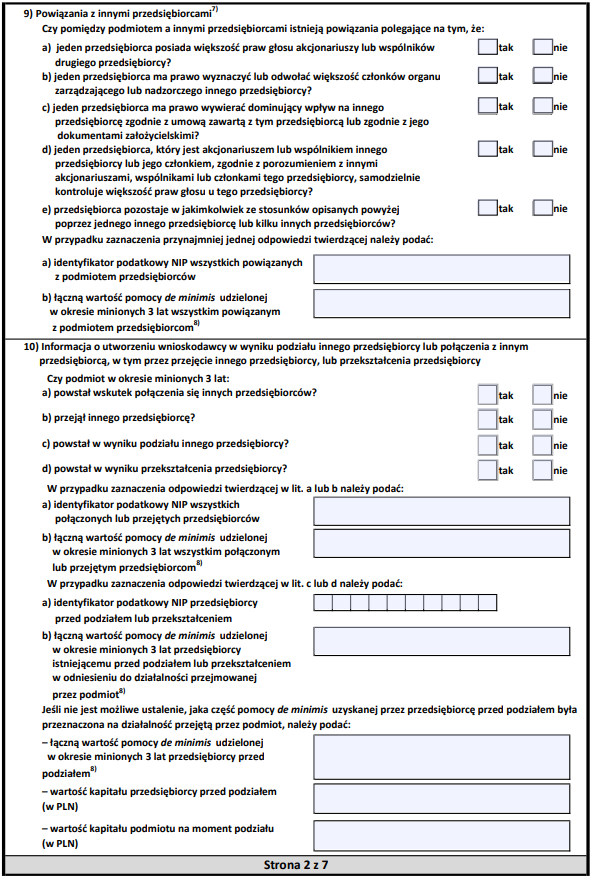 9) Powiązania z innymi przedsiębiorcami7)
Czy pomiędzy podmiotem a innymi przedsiębiorcami istnieją powiązania polegające na tym, że:
a) jeden przedsiębiorca posiada większość praw głosu akcjonariuszy lub wspólników
drugiego przedsiębiorcy?
tak
nie
b) jeden przedsiębiorca ma prawo wyznaczyć lub odwołać większość członków organu
zarządzającego lub nadzorczego innego przedsiębiorcy?
tak
nie
c) jeden przedsiębiorca ma prawo wywierać dominujący wpływ na innego
przedsiębiorcę zgodnie z umową zawartą z tym przedsiębiorcą lub zgodnie z jego
dokumentami założycielskimi?
tak
nie
d) jeden przedsiębiorca, który jest akcjonariuszem lub wspólnikiem innego
przedsiębiorcy lub jego członkiem, zgodnie z porozumieniem z innymi
akcjonariuszami, wspólnikami lub członkami tego przedsiębiorcy, samodzielnie
kontroluje większość praw głosu u tego przedsiębiorcy?
tak
nie
e) przedsiębiorca pozostaje w jakimkolwiek ze stosunków opisanych powyżej
poprzez jednego innego przedsiębiorcę lub kilku innych przedsiębiorców?
tak
nie
W przypadku zaznaczenia przynajmniej jednej odpowiedzi twierdzącej należy podać:
a) identyfikator podatkowy NIP wszystkich powiązanych
z podmiotem przedsiębiorców
b) łączną wartość pomocy de minimis udzielonej
w okresie minionych 3 lat wszystkim powiązanym
z podmiotem przedsiębiorcom8)
10) Informacja o utworzeniu wnioskodawcy w wyniku podziału innego przedsiębiorcy lub połączenia z innym
przedsiębiorcą, w tym przez przejęcie innego przedsiębiorcy, lub przekształcenia przedsiębiorcy
Czy podmiot w okresie minionych 3 lat:
a) powstał wskutek połączenia się innych przedsiębiorców?
tak
nie
b) przejął innego przedsiębiorcę?
tak
nie
c) powstał w wyniku podziału innego przedsiębiorcy?
tak
nie
d) powstał w wyniku przekształcenia przedsiębiorcy?
tak
nie
W przypadku zaznaczenia odpowiedzi twierdzącej w lit. a lub b należy podać:
a) identyfikator podatkowy NIP wszystkich
połączonych lub przejętych przedsiębiorców
b) łączną wartość pomocy de minimis udzielonej
w okresie minionych 3 lat wszystkim połączonym
lub przejętym przedsiębiorcom8)
W przypadku zaznaczenia odpowiedzi twierdzącej w lit. c lub d należy podać:
a) identyfikator podatkowy NIP przedsiębiorcy
przed podziałem lub przekształceniem
b) łączną wartość pomocy de minimis udzielonej
w okresie minionych 3 lat przedsiębiorcy
istniejącemu przed podziałem lub przekształceniem
w odniesieniu do działalności przejmowanej
przez podmiot8)
Jeśli nie jest możliwe ustalenie, jaka część pomocy de minimis uzyskanej przez przedsiębiorcę przed podziałem była
przeznaczona na działalność przejętą przez podmiot, należy podać:
– łączną wartość pomocy de minimis udzielonej
w okresie minionych 3 lat przedsiębiorcy przed
podziałem8)
– wartość kapitału przedsiębiorcy przed podziałem
(w PLN)
– wartość kapitału podmiotu na moment podziału
(w PLN)
Strona 2 z 7